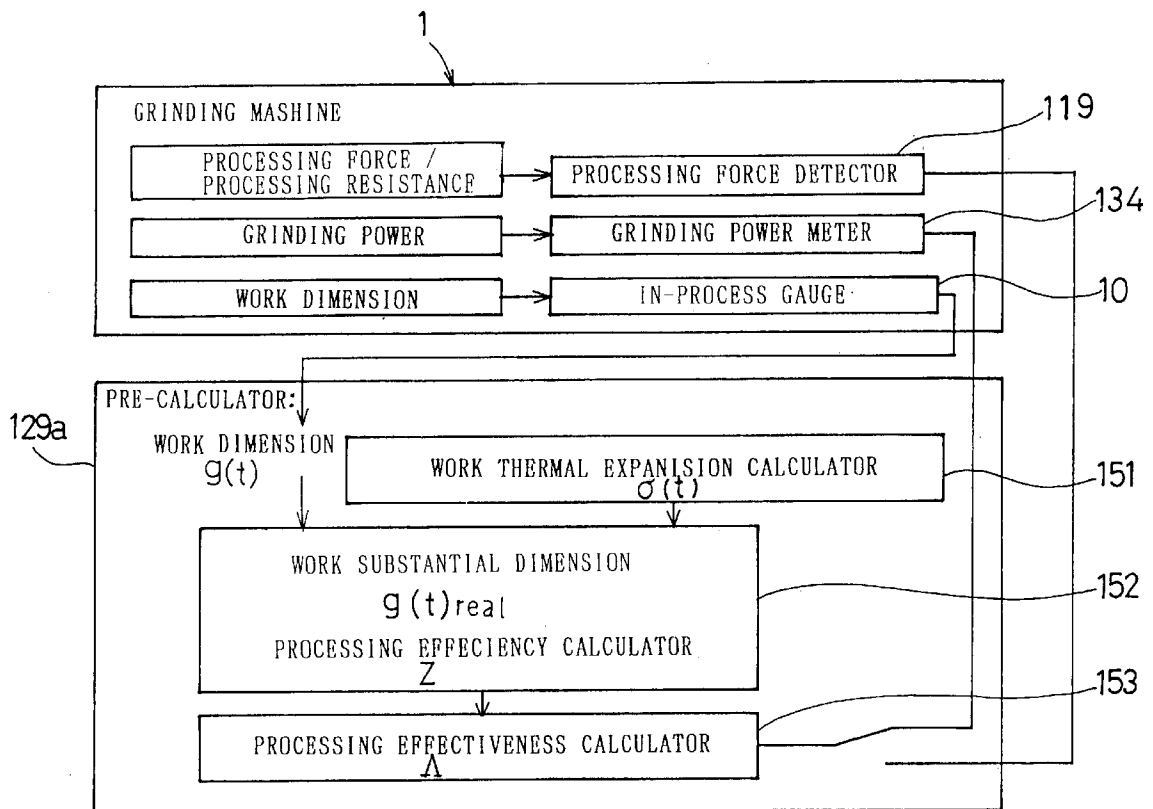 1
GRINDING MASHINE
119
PROCESSING FORCE /
PROCESSING RESISTANCE
PROCESSING FORCE DETECTOR
134
GRINDING POWER
GRINDING POWER METER
10
WORK DIMENSION
IN-PROCESS GAUGE
PRE-CALCULATOR:
129a
WORK DIMENSION
g(t)
WORK THERMAL EXPANISION CALCULATOR
σ(t)
151
WORK SUBSTANTIAL DIMENSION
g(t)real
152
PROCESSING EFFECIENCY CALCULATOR
Z
153
PROCESSING EFFECTIVENESS CALCULATOR
Λ